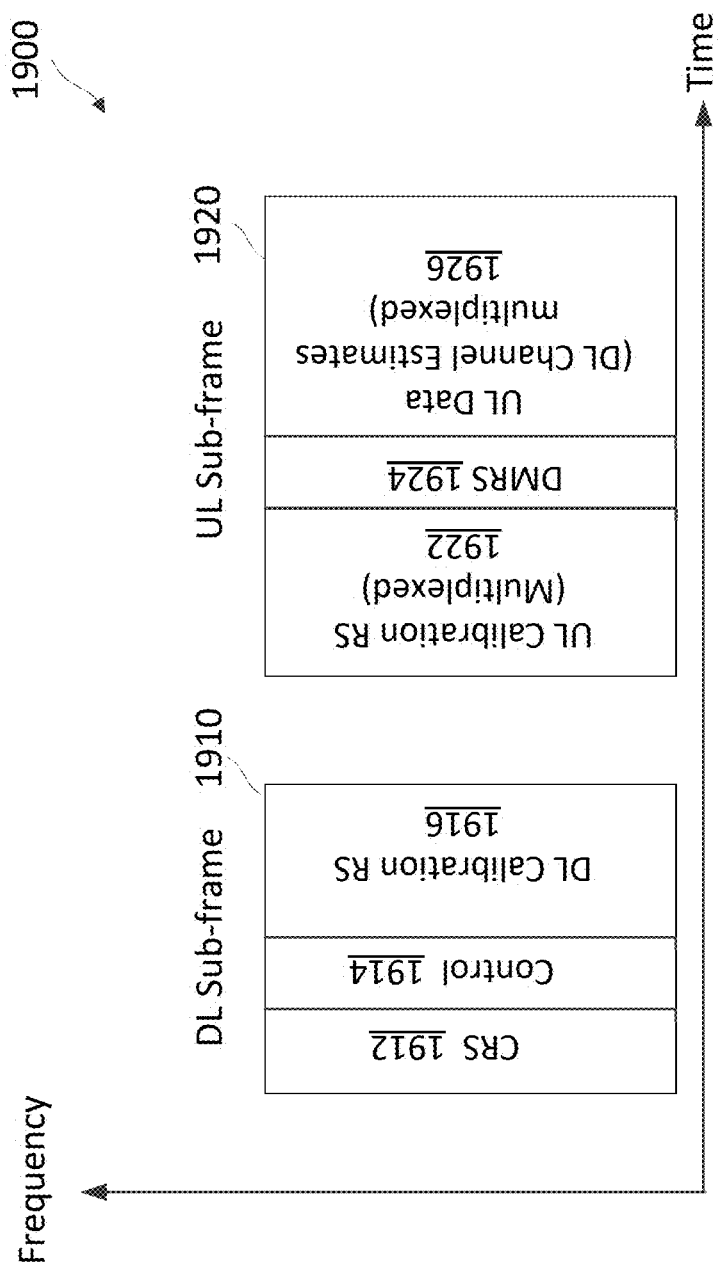 1900
Frequency
DL Sub-frame
1910
UL Sub-frame
1920
CRS 1912
Control 1914
DL Calibration RS
1916
UL Calibration RS
(Multiplexed)
1922
DMRS 1924
UL Data
(DL Channel Estimates
multiplexed)
1926
Time